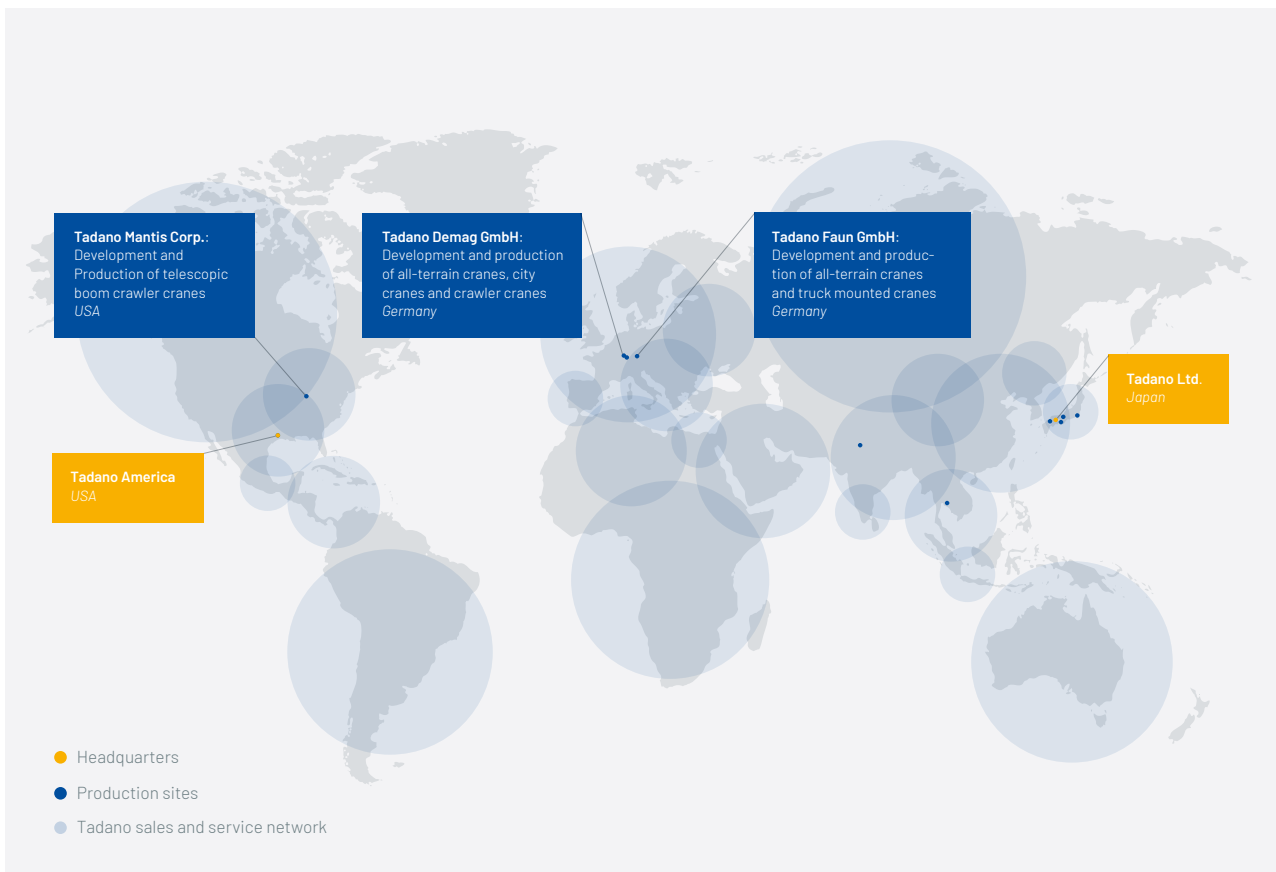 Tadano Mantis Corp.:
Development and
Production of telescopic
boom crawler cranes
USA
Tadano Demag GmbH:
Development and production
of all-terrain cranes, city
cranes and crawler cranes
Germany
Tadano Faun GmbH:
Development and produc-
tion of all-terrain cranes
and truck mounted cranes
Germany
Tadano Ltd.
Japan
Tadano America
USA
Headquarters
Production sites
Tadano sales and service network